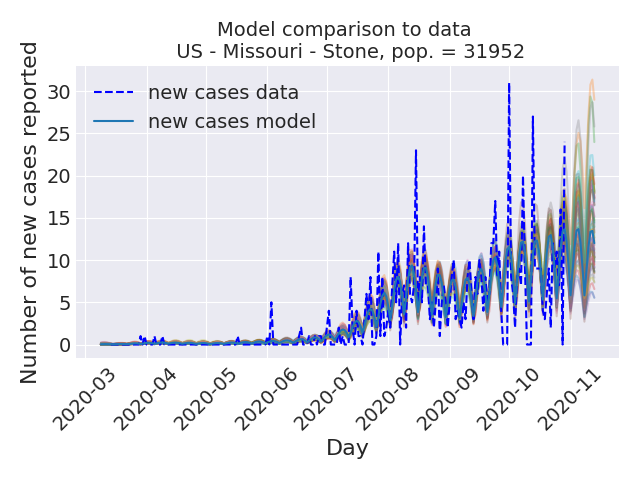 Model comparison to data
US - Missouri - Stone, pop. = 31952
Number of new cases reported
30
25
20
15
10
5
0
new cases data
new cases model
2020-03
2020-04
2020-05
2020-06
2020-07
2020-08
2020-09
2020-10
2020-11
Day